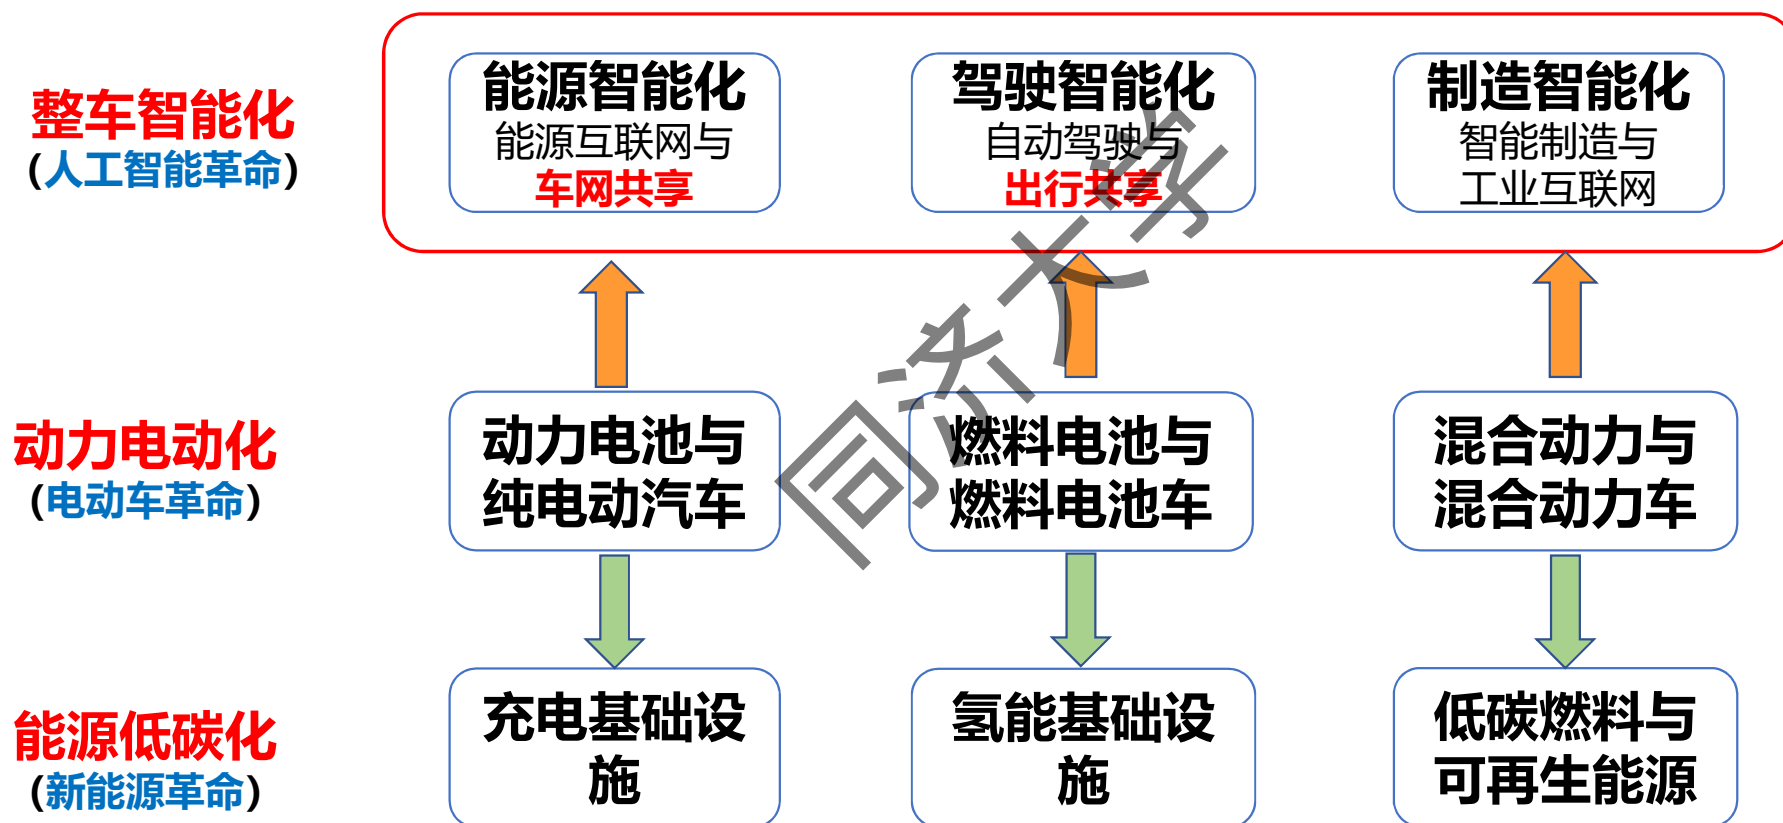 整车智能化
(人工智能革命)
能源智能化
能源互联网与
车网共享
驾驶智能化
自动驾驶与
出行共享
制造智能化
智能制造与
工业互联网
动力电动化
(电动车革命)
动力电池与
纯电动汽车
燃料电池与
燃料电池车
混合动力与
混合动力车
能源低碳化
(新能源革命)
充电基础设
施
氢能基础设
施
低碳燃料与
可再生能源
同济大学